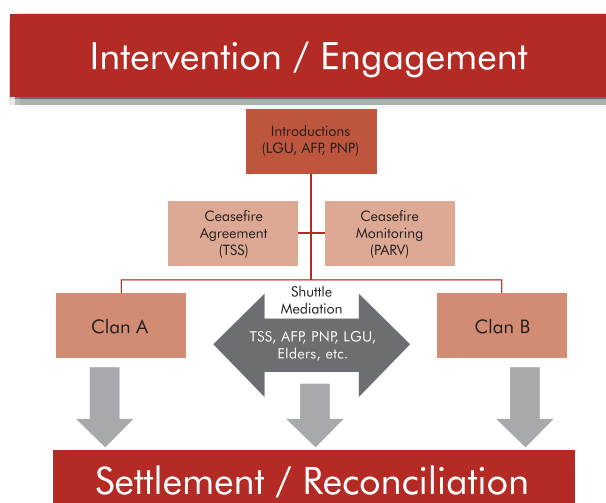 Intervention / Engagement
Introductions
(LGU, AFP, PNP)
Ceasefire
Agreement
(TSS)
Ceasefire
Monitoring
(PARV)
Shuttle
Mediation
Clan A
TSS, AFP, PNP, LGU,
Elders, etc.
Clan B
Settlement / Reconciliation